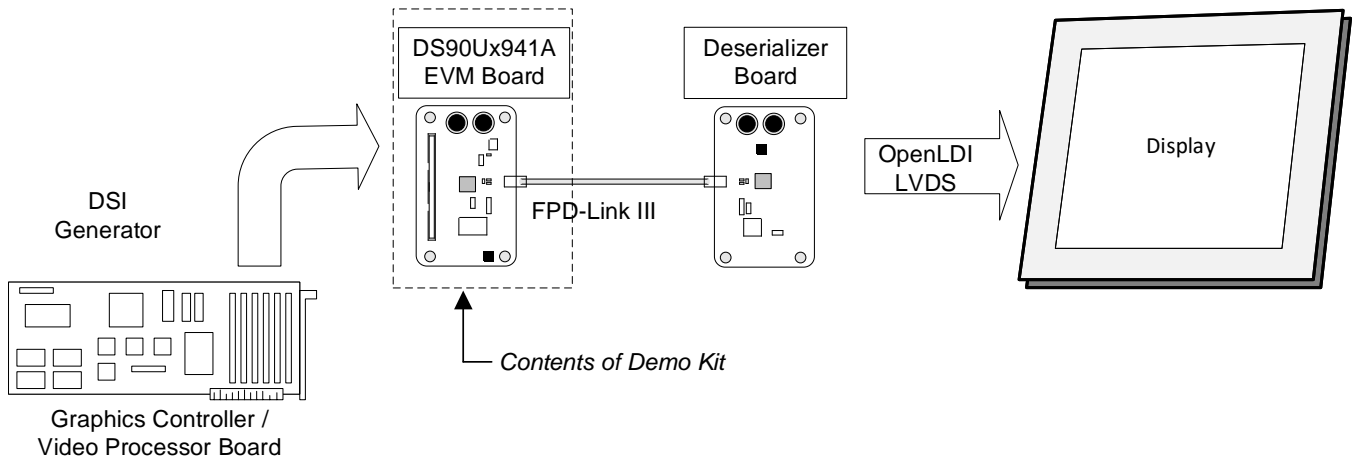 DS90Ux941A
EVM Board
Deserializer
Board
DSI
Generator
FPD-Link III
OpenLDI
LVDS
Display
Contents of Demo Kit
Graphics Controller /
Video Processor Board